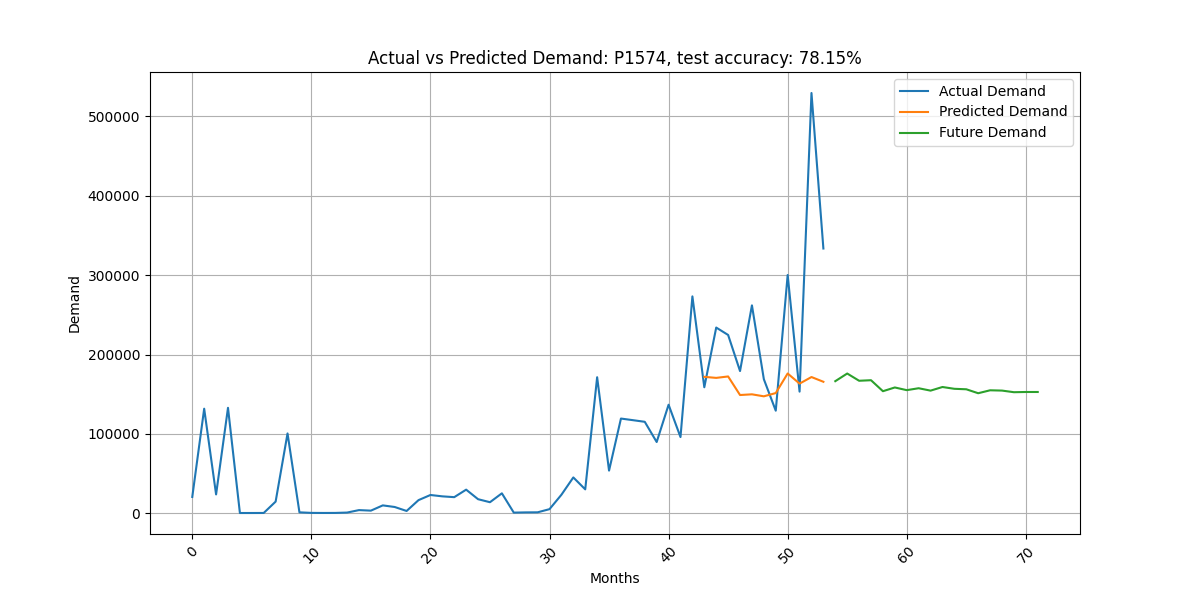 Actual vs Predicted Demand: P1574, test accuracy: 78.15%
Actual Demand
Predicted Demand
Future Demand
Demand
500000
400000
300000
200000
100000
0
0 10 20 30 40 50 60 70
Months